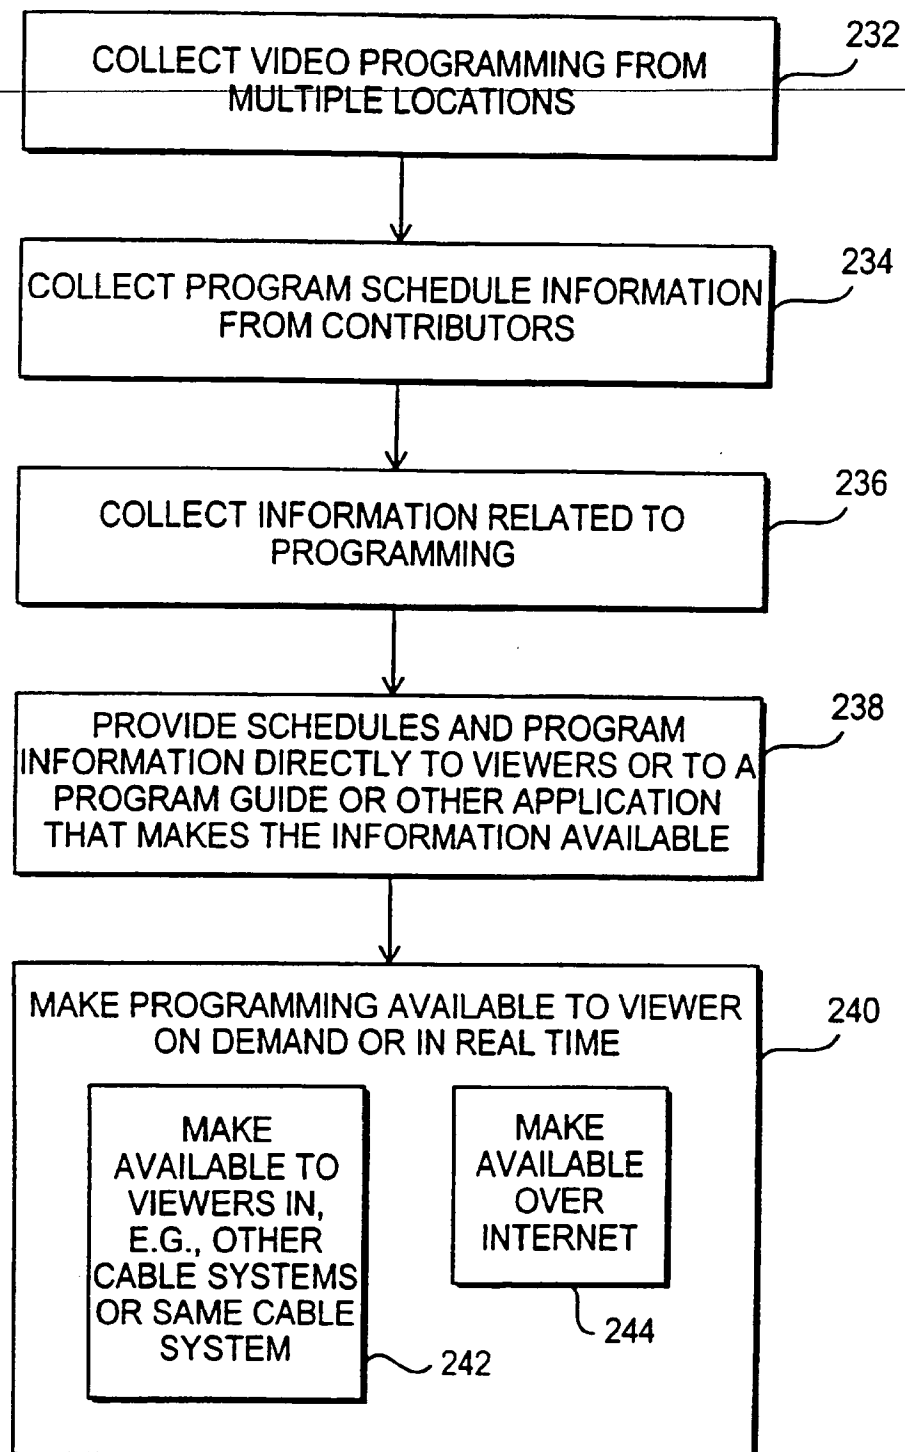 232
COLLECT VIDEO PROGRAMMING FROM
MULTIPLE LOCATIONS
234
COLLECT PROGRAM SCHEDULE INFORMATION
FROM CONTRIBUTORS
236
COLLECT INFORMATION RELATED TO
PROGRAMMING
238
PROVIDE SCHEDULES AND PROGRAM
INFORMATION DIRECTLY TO VIEWERS OR TO A
PROGRAM GUIDE OR OTHER APPLICATION
THAT MAKES THE INFORMATION AVAILABLE
240
MAKE PROGRAMMING AVAILABLE TO VIEWER
ON DEMAND OR IN REAL TIME
MAKE
AVAILABLE TO
VIEWERS IN,
E.G., OTHER
CABLE SYSTEMS
OR SAME CABLE
SYSTEM
242
MAKE
AVAILABLE
OVER
INTERNET
244